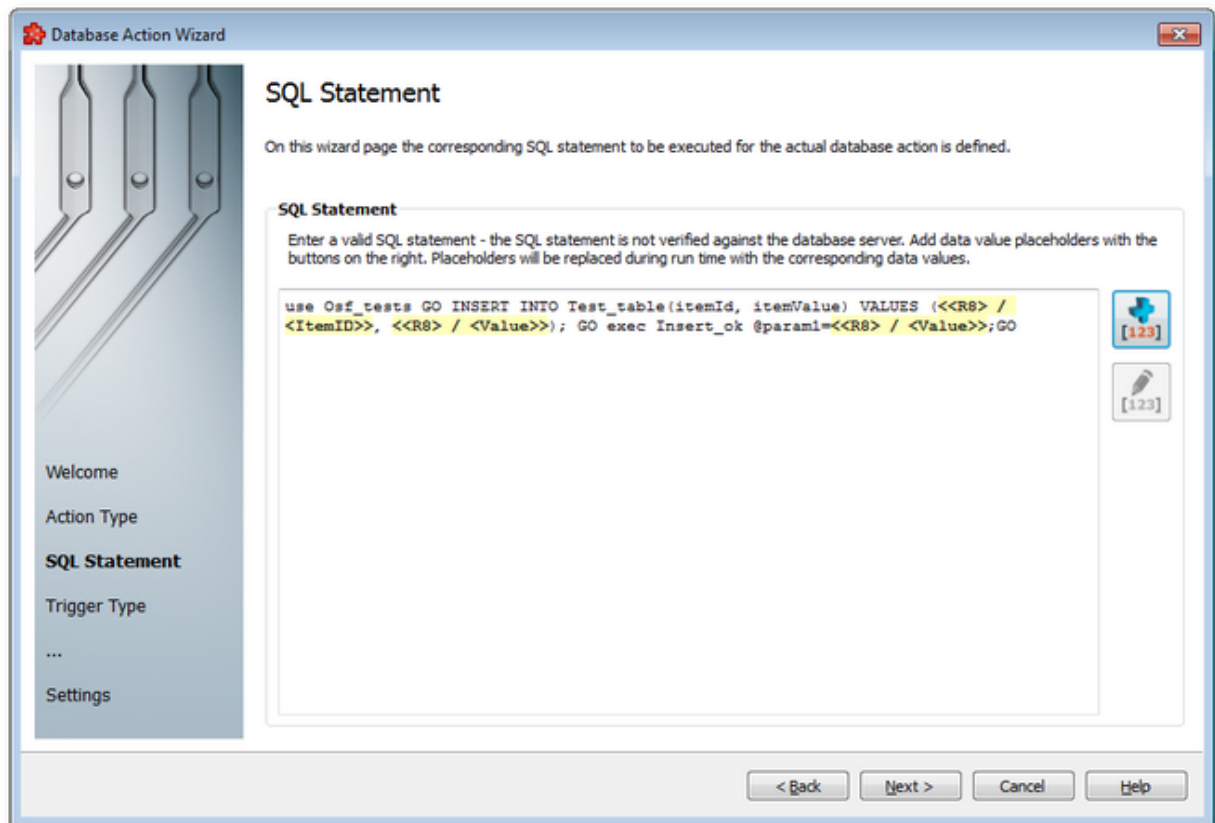 Database Action Wizard
SQL Statement
On this wizard page the corresponding SQL statement to be executed for the actual database action is defined.
SQL Statement
Enter a valid SQL statement - the SQL statement is not verified against the database server. Add data value placeholders with the
buttons on the right. Placeholders will be replaced during run time with the corresponding data values.
use Osf_tests GO INSERT INTO Test_table(itemId, itemValue) VALUES (<<R8> /
<ItemID>>, <<R8> / <Value>>); GO exec Insert_ok @param1=<<R8> / <Value>>;GO
[123]
[123]
Welcome
Action Type
SQL Statement
Trigger Type
...
Settings
< Back
Next >
Cancel
Help